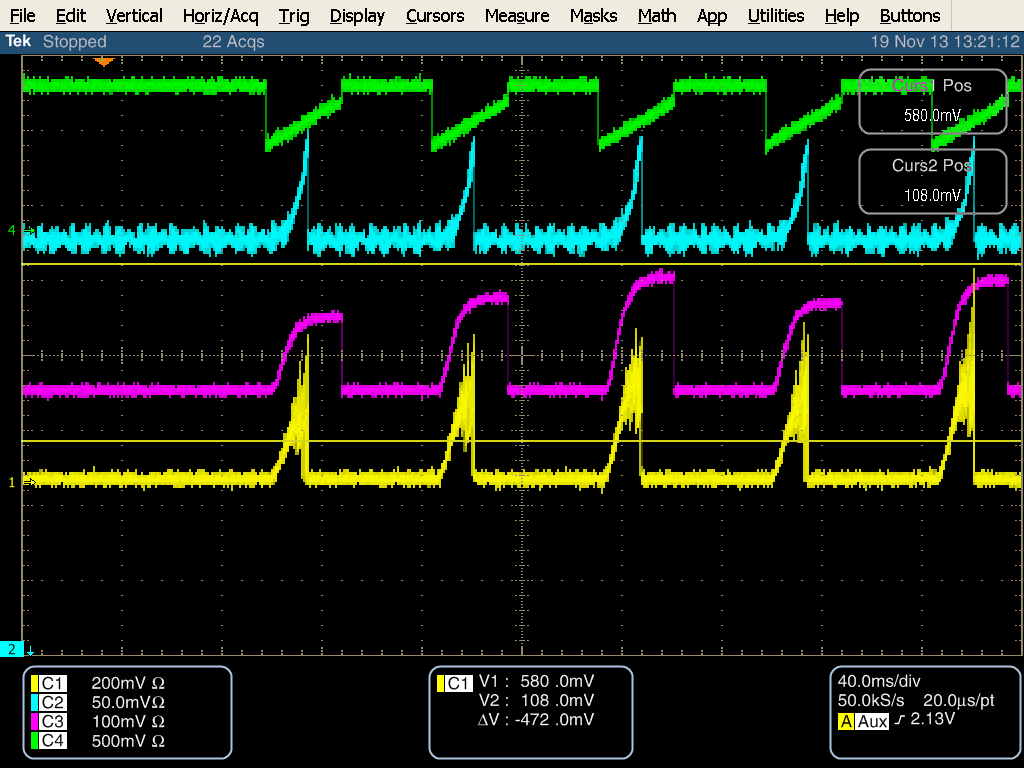 File Edit Vertical Horiz/Acq Trig Display Cursors Measure Masks Math App Utilities Help Buttons
Tek Stopped 22 Acqs 19 Nov 13 13:21:12
Curs1 Pos
580.0mV
Curs2 Pos
108.0mV
4
1
2
C1 200mV Ω
C2 50.0mVΩ
C3 100mV Ω
C4 500mV Ω
C1 V1 : 580 .0mV
V2 : 108 .0mV
ΔV : -472 .0mV
40.0ms/div
50.0kS/s 20.0µs/pt
A Aux 2.13V